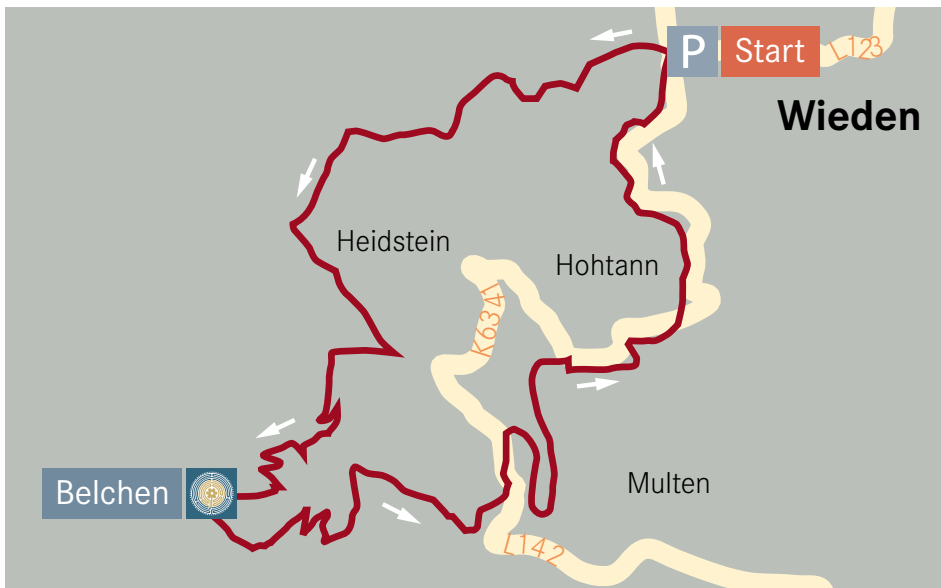 P Start
L123
Wieden
Heidstein
Hohtann
K6341
Belchen
Multen
L142